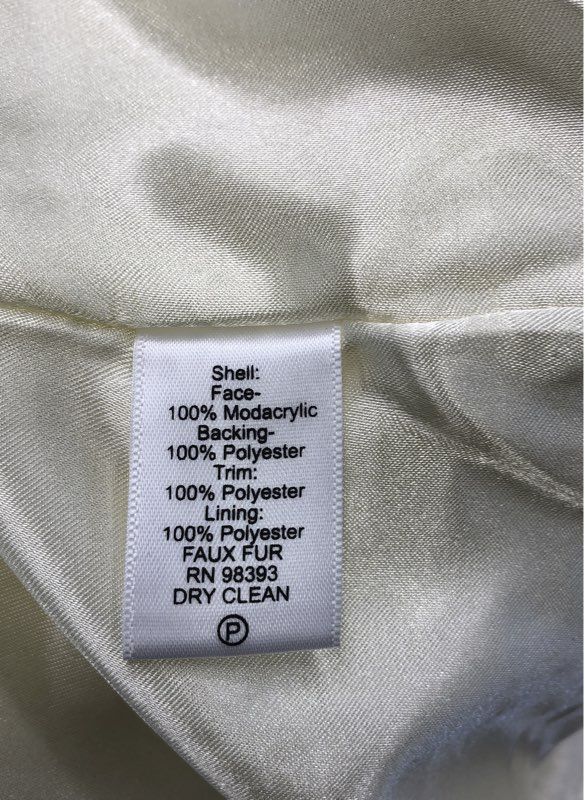 Shell:
Face-
100% Modacrylic
Backing-
100% Polyester
Trim:
100% Polyester
Lining:
100% Polyester
FAUX FUR
RN 98393
DRY CLEAN
P